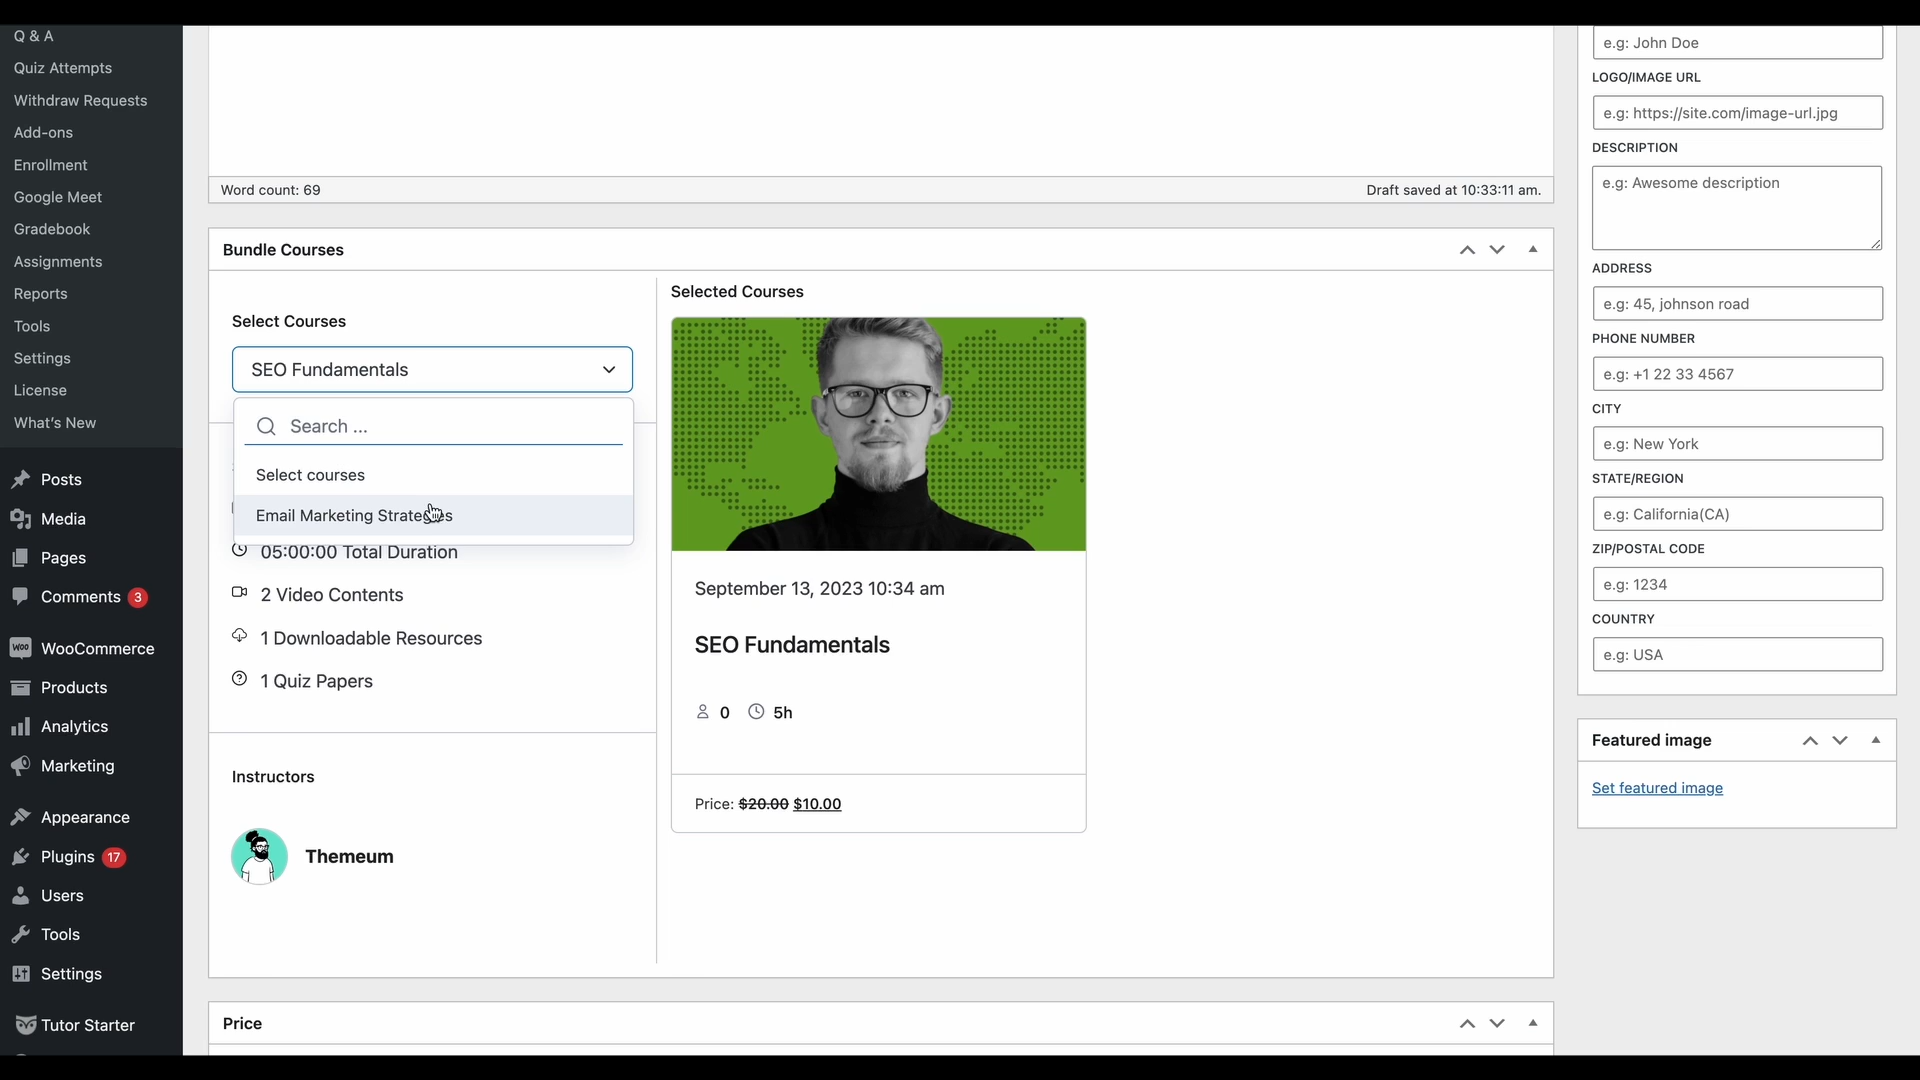 Q & A
Quiz Attempts
Withdraw Requests
Add-ons
Enrollment
Google Meet
Gradebook
Assignments
Reports
Tools
Settings
License
What's New
Posts
Media
Pages
Comments 3
WooCommerce
Products
Analytics
Marketing
Appearance
Plugins 17
Users
Tools
Settings
Tutor Starter
Word count: 69
Draft saved at 10:33:11 am.
Bundle Courses
Select Courses
SEO Fundamentals
Search ...
Select courses
Email Marketing Strategies
05:00:00 Total Duration
2 Video Contents
1 Downloadable Resources
1 Quiz Papers
Instructors
Themeum
Selected Courses
September 13, 2023 10:34 am
SEO Fundamentals
0 5h
Price: $20.00 $10.00
Price
e.g: John Doe
LOGO/IMAGE URL
e.g: https://site.com/image-url.jpg
DESCRIPTION
e.g: Awesome description
ADDRESS
e.g: 45, johnson road
PHONE NUMBER
e.g: +1 22 33 4567
CITY
e.g: New York
STATE/REGION
e.g: California(CA)
ZIP/POSTAL CODE
e.g: 1234
COUNTRY
e.g: USA
Featured image
Set featured image